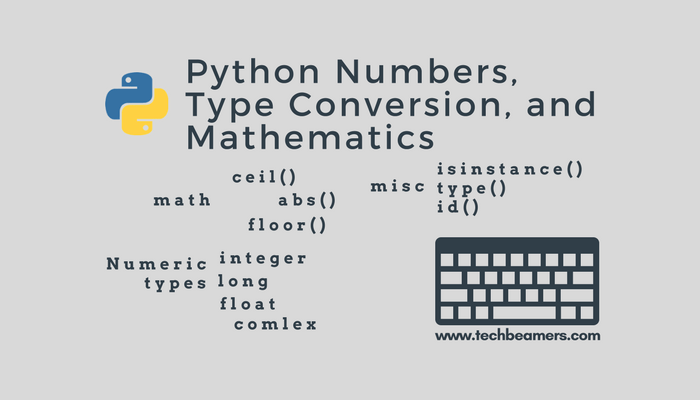 Python Numbers,
Type Conversion, and
Mathematics
math
ceil()
abs()
floor()
misc
isinstance()
type()
id()
Numeric
types
integer
long
float
comlex
www.techbeamers.com